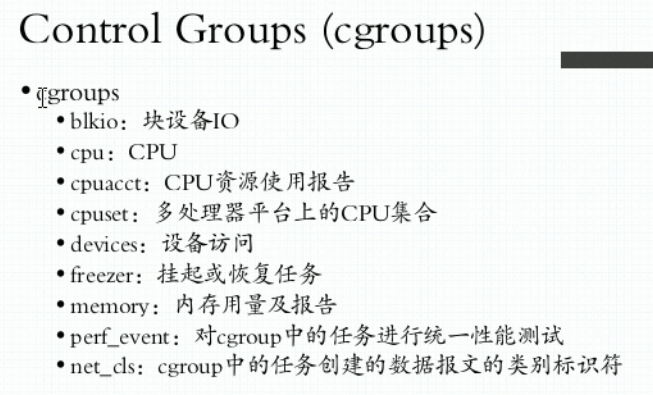 Control Groups (cgroups)
• cgroups
• blkio：块设备IO
• cpu：CPU
• cpuacct：CPU资源使用报告
• cpuset：多处理器平台上的CPU集合
• devices：设备访问
• freezer：挂起或恢复任务
• memory：内存用量及报告
• perf_event：对cgroup中的任务进行统一性能测试
• net_cls：cgroup中的任务创建的数据报文的类别标识符